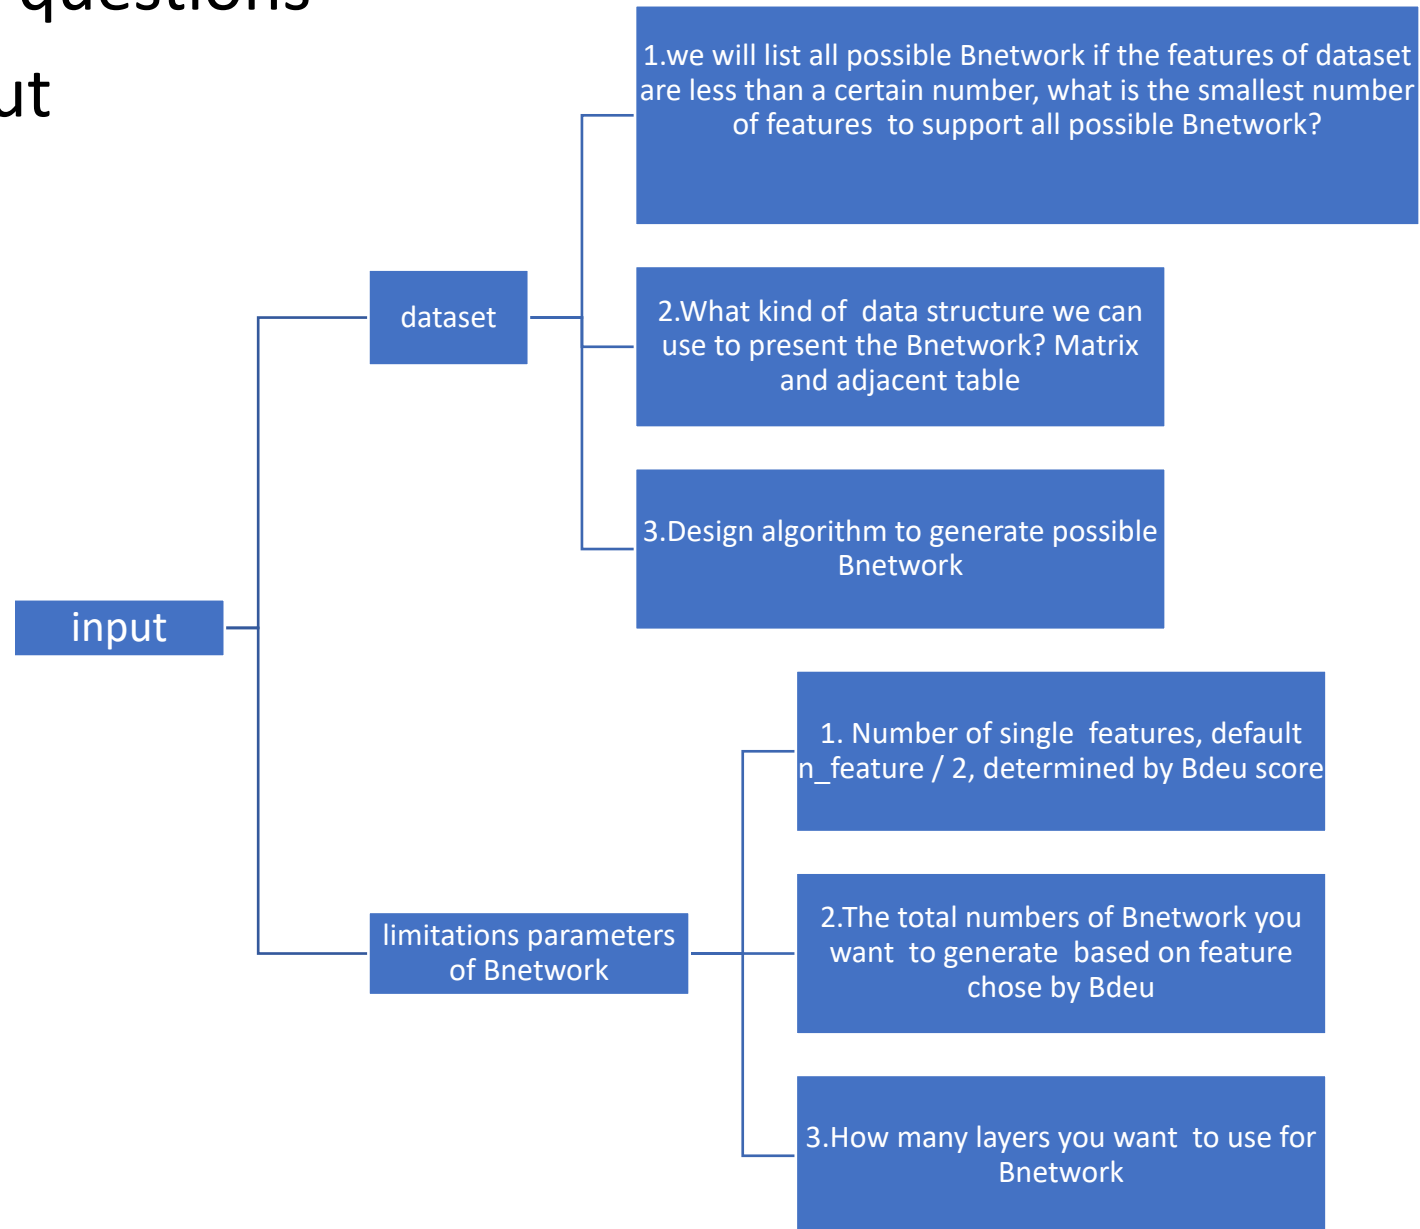 questions
1.we will list all possible Bnetwork if the features of dataset
are less than a certain number, what is the smallest number
of features to support all possible Bnetwork?
dataset
2.What kind of data structure we can
use to present the Bnetwork? Matrix
and adjacent table
3.Design algorithm to generate possible
Bnetwork
input
limitations parameters
of Bnetwork
1. Number of single features, default
n_feature / 2, determined by Bdeu score
2.The total numbers of Bnetwork you
want to generate based on feature
chose by Bdeu
3.How many layers you want to use for
Bnetwork